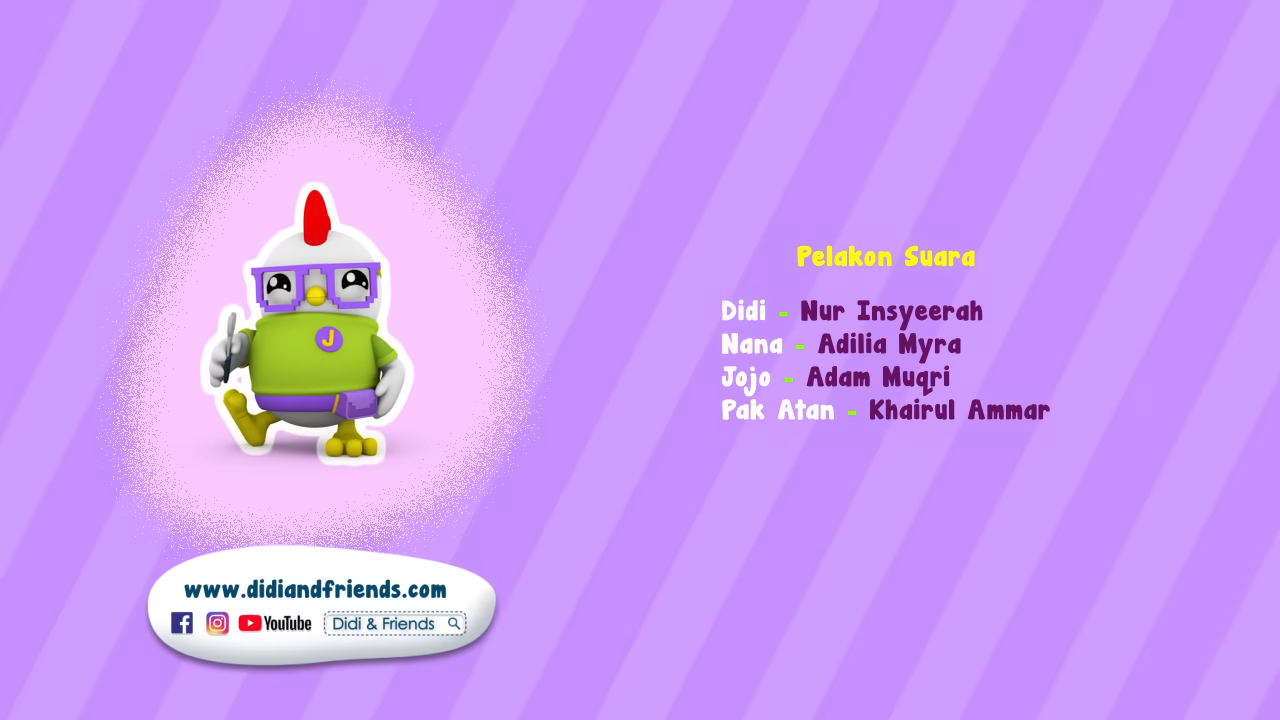 Pelakon Suara
Didi - Nur Insyeerah
Nana - Adilia Myra
Jojo - Adam Muqri
Pak Atan - Khairul Ammar
J
www.didiandfriends.com
YouTube Didi & Friends